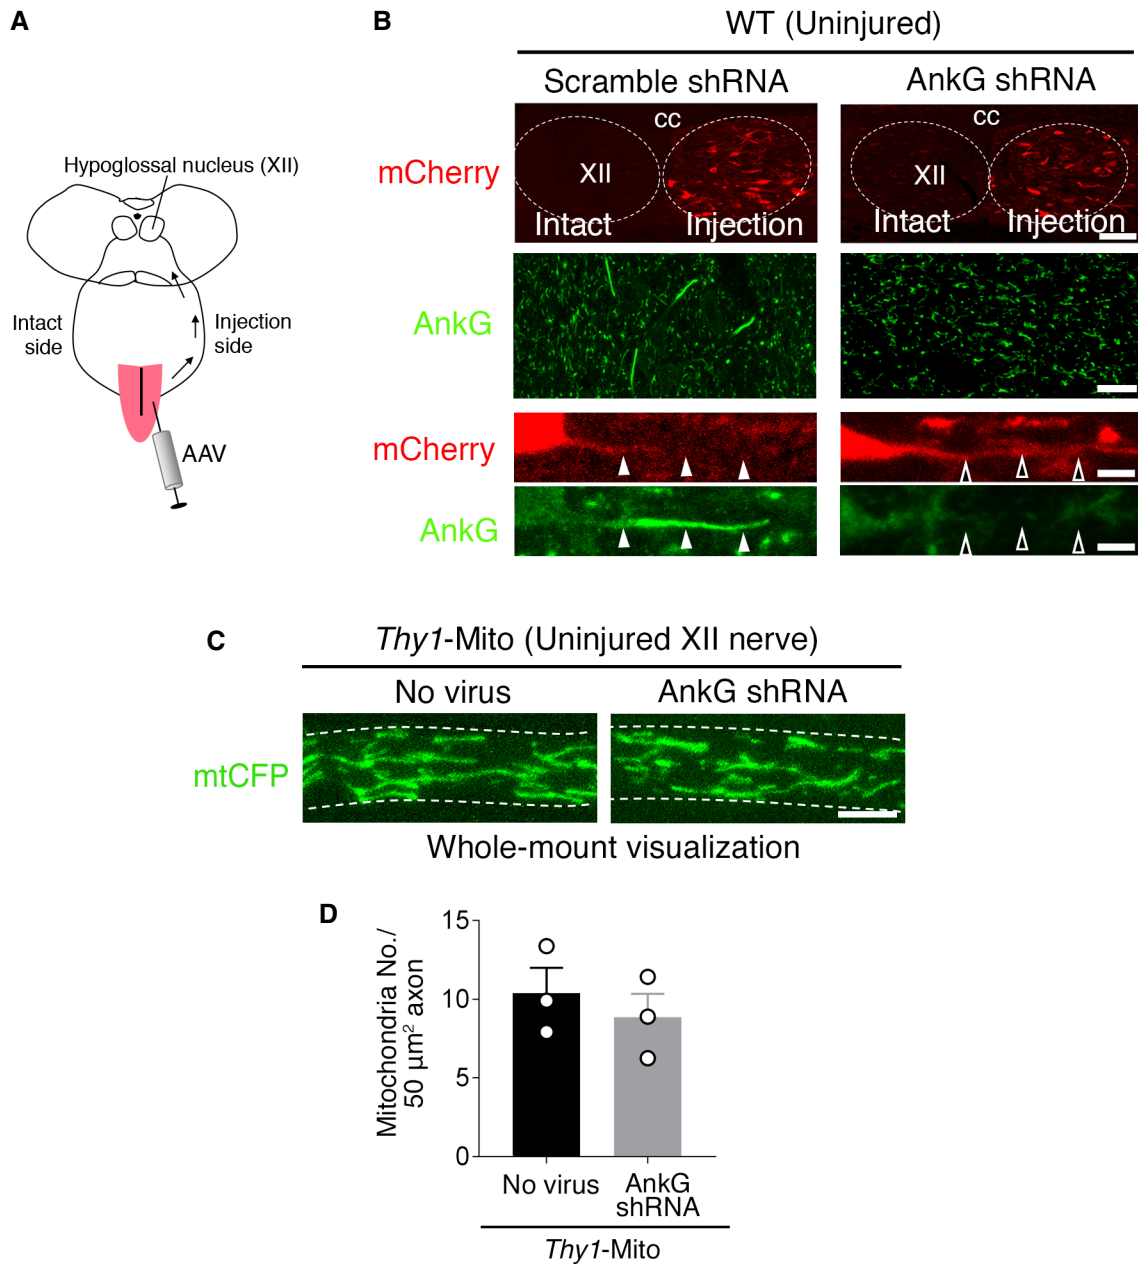 A
Hypoglossal nucleus (XII)
Intact
side
Injection
side
AAV
B
WT (Uninjured)
Scramble shRNA
AnkG shRNA
mCherry
cc
XII
Intact
Injection
cc
XII
Intact
Injection
AnkG
mCherry
AnkG
C
Thy1-Mito (Uninjured XII nerve)
No virus
AnkG shRNA
mtCFP
Whole-mount visualization
D
Mitochondria No./
50 µm² axon
15
10
5
0
No virus
AnkG
shRNA
Thy1-Mito